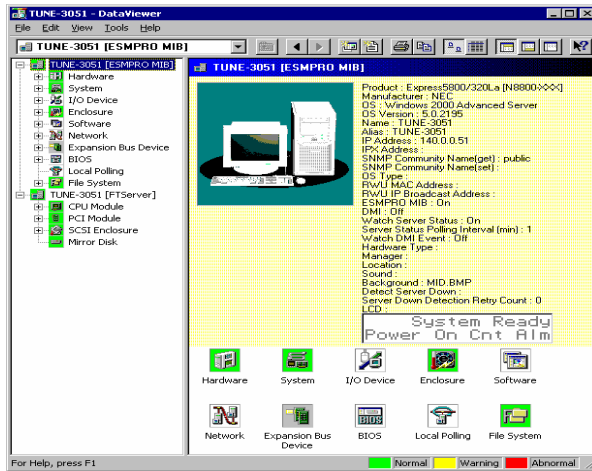 TUNE-3051 - DataViewer
File Edit View Tools Help
TUNE-3051 [ESMPRO MIB]
TUNE-3051 [ESMPRO MIB]
Hardware
System
I/O Device
Enclosure
Software
Network
Expansion Bus Device
BIOS
Local Polling
File System
TUNE-3051 [FTServer]
CPU Module
PCI Module
SCSI Enclosure
Mirror Disk
TUNE-3051 [ESMPRO MIB]
Product : Express5800/320La [N8800-XXX]
Manufacturer : NEC
OS : Windows 2000 Advanced Server
OS Version : 5.0.2195
Name : TUNE-3051
Alias : TUNE-3051
IP Address : 140.0.0.51
IPX Address :
SNMP Community Name(get) : public
SNMP Community Name(set) :
OS Type :
RWU MAC Address :
RWU IP Broadcast Address :
ESMPRO MIB : On
DMI : Off
Watch Server Status : On
Server Status Polling Interval (min) : 1
Watch DMI Event : Off
Hardware Type :
Manager :
Location :
Sound :
Background : MID.BMP
Detect Server Down :
Server Down Detection Retry Count : 0
LCD :
System Ready
Power On Cnt Alm
Hardware System I/O Device Enclosure Software
BIOS
Network Expansion Bus Device BIOS Local Polling File System
For Help, press F1 Normal Warning Abnormal